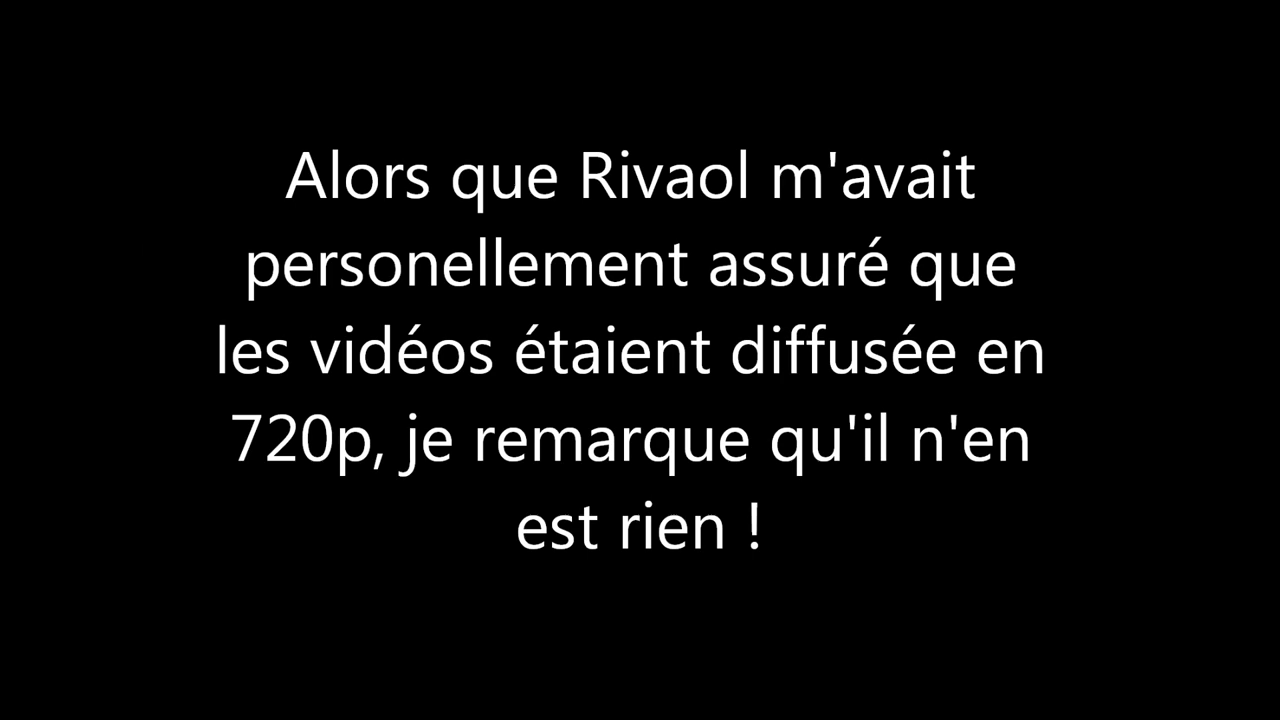 Alors que Rivaol m'avait
personellement assuré que
les vidéos étaient diffusée en
720p, je remarque qu'il n'en
est rien !